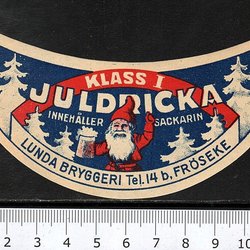 KLASS I
JULDRICKA
INNEHÅLLER SACKARIN
LUNDA BRYGGERI Tel. 14 b. FRÖSEKE
2 3 4 5 6 7 8 9 10